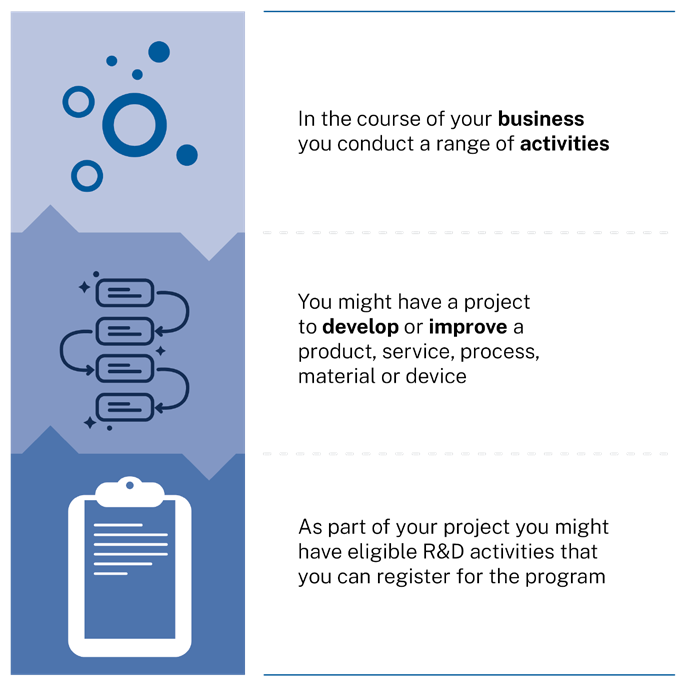 In the course of your business
you conduct a range of activities
You might have a project
to develop or improve a
product, service, process,
material or device
As part of your project you might
have eligible R&D activities that
you can register for the program